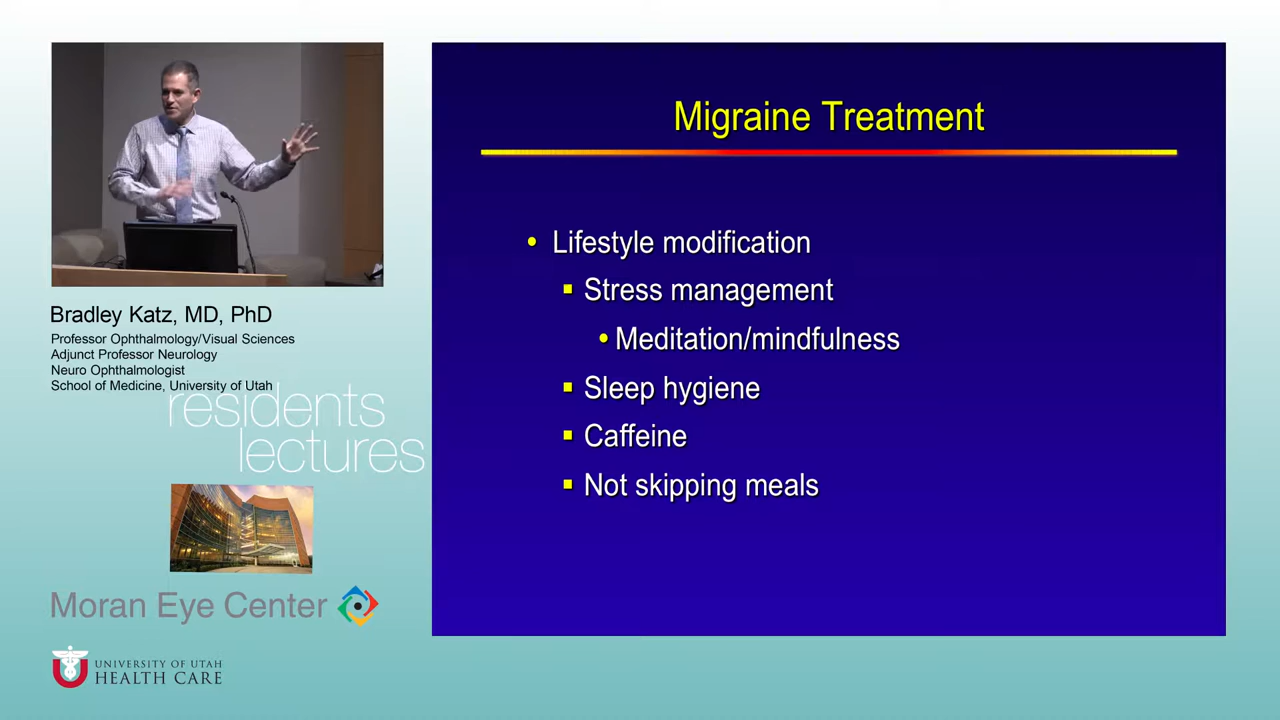 Migraine Treatment
• Lifestyle modification
▪ Stress management
• Meditation/mindfulness
▪ Sleep hygiene
▪ Caffeine
▪ Not skipping meals
Bradley Katz, MD, PhD
Professor Ophthalmology/Visual Sciences
Adjunct Professor Neurology
Neuro Ophthalmologist
School of Medicine, University of Utah
residents
lectures
Moran Eye Center
U
UNIVERSITY OF UTAH
HEALTH CARE